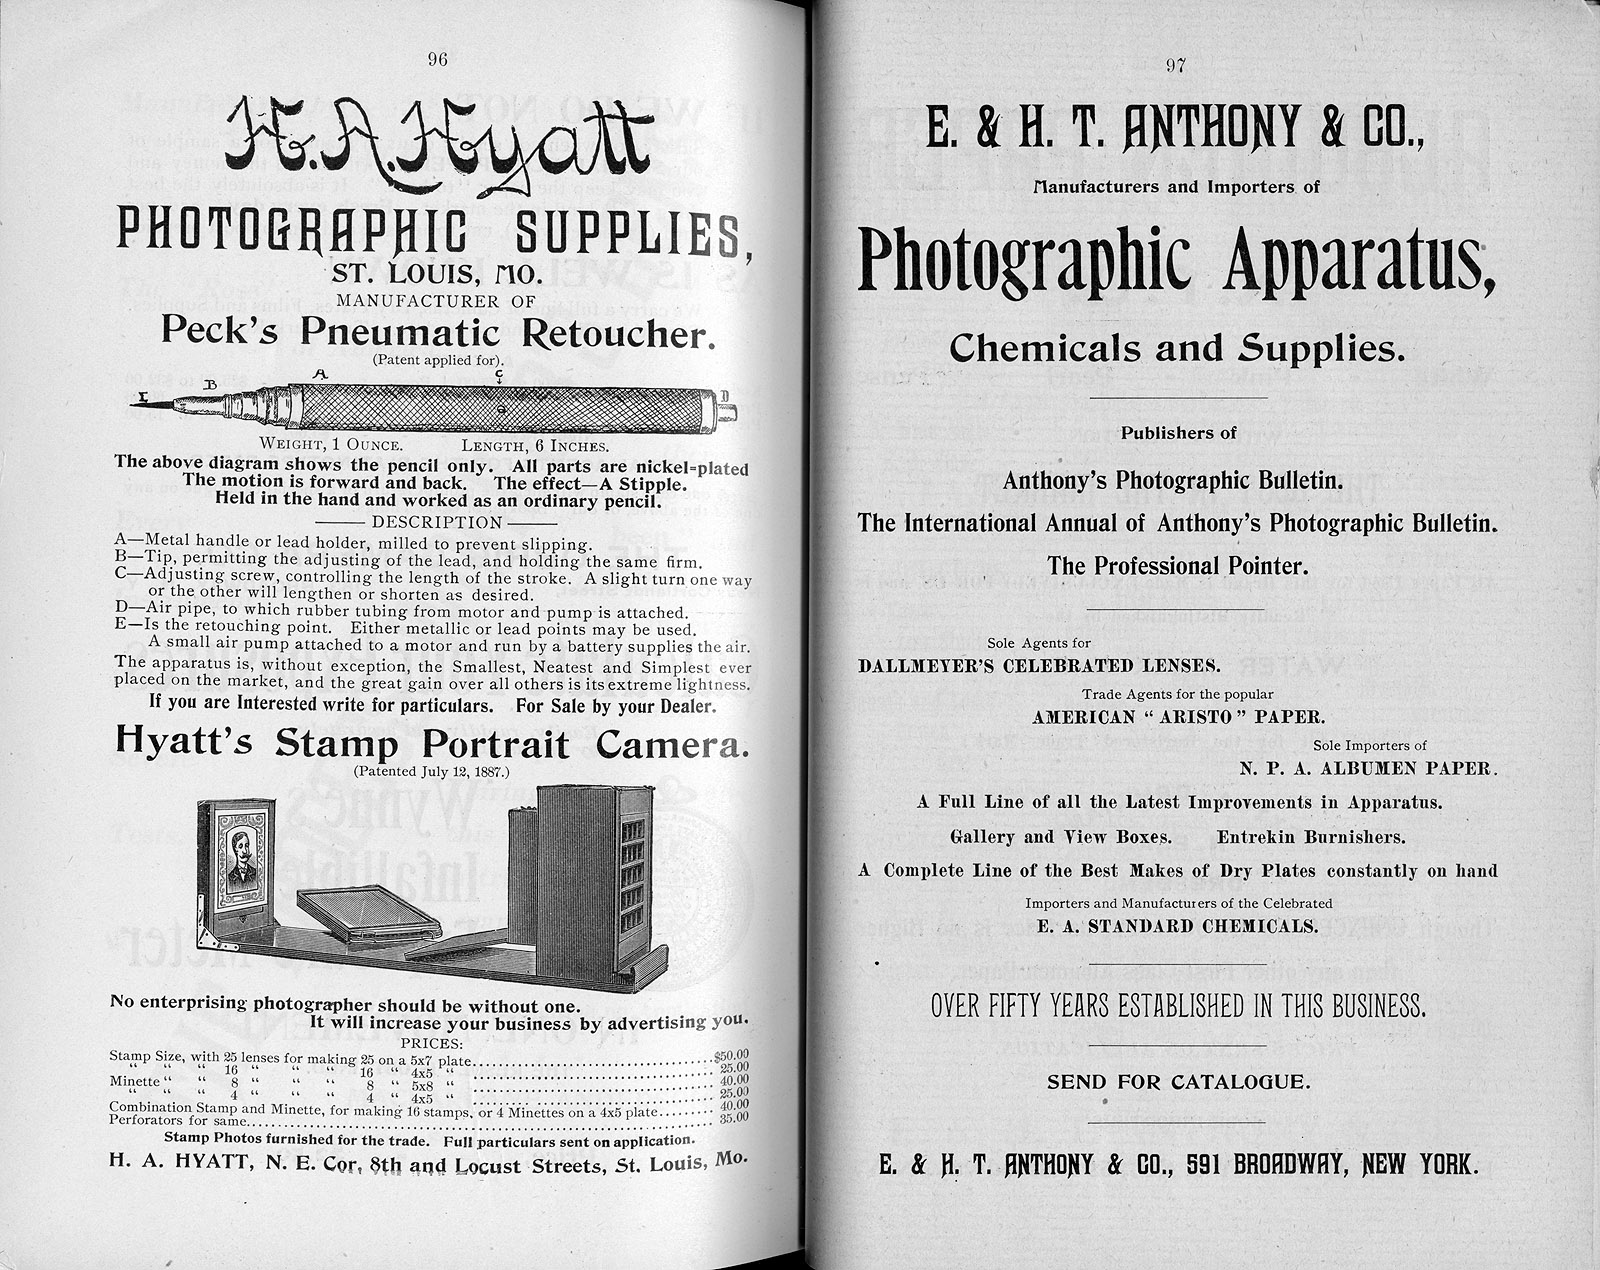 96
H. A. Hyatt
PHOTOGRAPHIC SUPPLIES,
ST. LOUIS, MO.
MANUFACTURER OF
Peck's Pneumatic Retoucher.
(Patent applied for).
A
C
B
E
D
WEIGHT, 1 OUNCE. LENGTH, 6 INCHES.
The above diagram shows the pencil only. All parts are nickel-plated
The motion is forward and back. The effect—A Stipple.
Held in the hand and worked as an ordinary pencil.
DESCRIPTION
A—Metal handle or lead holder, milled to prevent slipping.
B—Tip, permitting the adjusting of the lead, and holding the same firm.
C—Adjusting screw, controlling the length of the stroke. A slight turn one way
or the other will lengthen or shorten as desired.
D—Air pipe, to which rubber tubing from motor and pump is attached.
E—Is the retouching point. Either metallic or lead points may be used.
A small air pump attached to a motor and run by a battery supplies the air.
The apparatus is, without exception, the Smallest, Neatest and Simplest ever
placed on the market, and the great gain over all others is its extreme lightness.
If you are Interested write for particulars. For Sale by your Dealer.
Hyatt's Stamp Portrait Camera.
(Patented July 12, 1887.)
No enterprising photographer should be without one.
It will increase your business by advertising you.
PRICES:
Stamp Size, with 25 lenses for making 25 on a 5x7 plate........ $50.00
" " " 16 " " " 16 " 4x5 " ........ 25.00
Minette " " 8 " " " 8 " 5x8 " ........ 40.00
" " " 4 " " " 4 " 4x5 " ........ 25.00
Combination Stamp and Minette, for making 16 stamps, or 4 Minettes on a 4x5 plate........ 40.00
Perforators for same........ 35.00
Stamp Photos furnished for the trade. Full particulars sent on application.
H. A. HYATT, N. E. Cor. 8th and Locust Streets, St. Louis, Mo.
97
E. & H. T. ANTHONY & CO.,
Manufacturers and Importers of
Photographic Apparatus,
Chemicals and Supplies.
Publishers of
Anthony's Photographic Bulletin.
The International Annual of Anthony's Photographic Bulletin.
The Professional Pointer.
Sole Agents for
DALLMEYER'S CELEBRATED LENSES.
Trade Agents for the popular
AMERICAN "ARISTO" PAPER.
Sole Importers of
N. P. A. ALBUMEN PAPER.
A Full Line of all the Latest Improvements in Apparatus.
Gallery and View Boxes. Entrekin Burnishers.
A Complete Line of the Best Makes of Dry Plates constantly on hand
Importers and Manufacturers of the Celebrated
E. A. STANDARD CHEMICALS.
OVER FIFTY YEARS ESTABLISHED IN THIS BUSINESS.
SEND FOR CATALOGUE.
E. & H. T. ANTHONY & CO., 591 BROADWAY, NEW YORK.